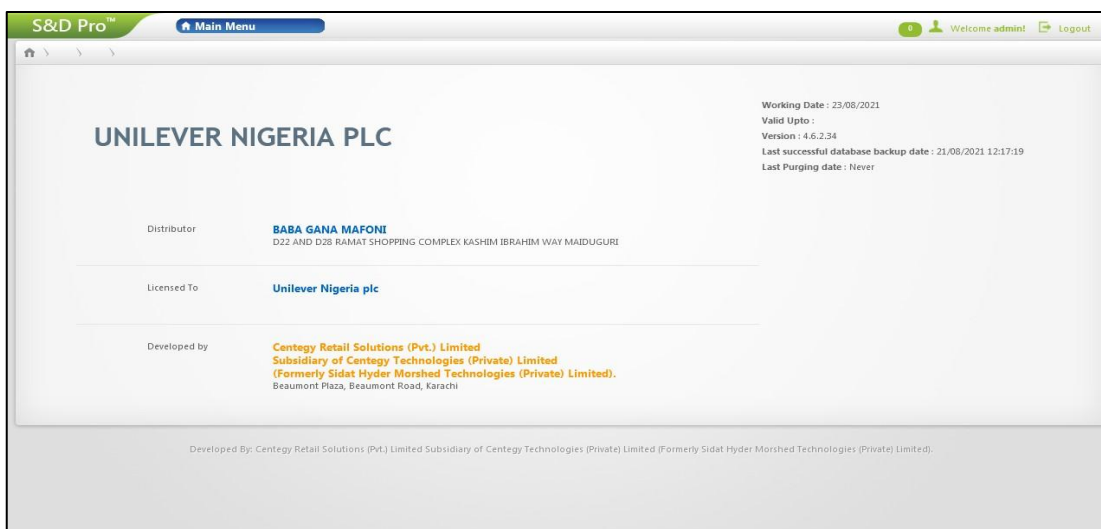 S&D Pro™
Main Menu
0 Welcome admin! Logout
UNILEVER NIGERIA PLC
Working Date : 23/08/2021
Valid Upto :
Version : 4.6.2.34
Last successful database backup date : 21/08/2021 12:17:19
Last Purging date : Never
Distributor
BABA GANA MAFONI
D22 AND D28 RAMAT SHOPPING COMPLEX KASHIM IBRAHIM WAY MAIDUGURI
Licensed To
Unilever Nigeria plc
Developed by
Centegy Retail Solutions (Pvt.) Limited
Subsidiary of Centegy Technologies (Private) Limited
(Formerly Sidat Hyder Morshed Technologies (Private) Limited).
Beaumont Plaza, Beaumont Road, Karachi
Developed By: Centegy Retail Solutions (Pvt.) Limited Subsidiary of Centegy Technologies (Private) Limited (Formerly Sidat Hyder Morshed Technologies (Private) Limited).